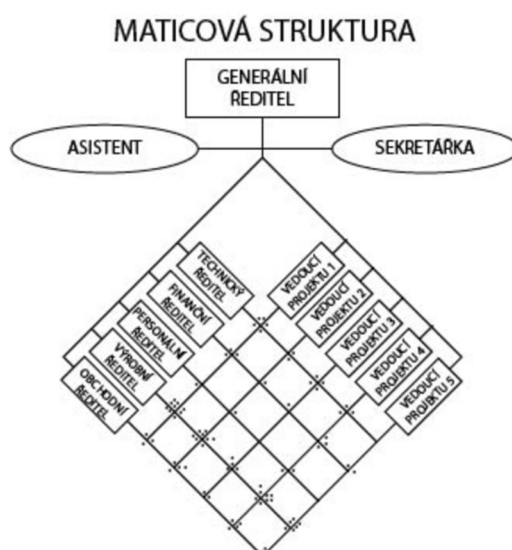 MATICOVÁ STRUKTURA
GENERÁLNÍ
ŘEDITEL
ASISTENT
SEKRETÁŘKA
TECHNICKÝ
ŘEDITEL
FINANČNÍ
ŘEDITEL
PERSONALNÍ
ŘEDITEL
VÝROBNÍ
ŘEDITEL
OBCHODNÍ
ŘEDITEL
VEDOUCÍ
PROJEKTU 1
VEDOUCÍ
PROJEKTU 2
VEDOUCÍ
PROJEKTU 3
VEDOUCÍ
PROJEKTU 4
VEDOUCÍ
PROJEKTU 5